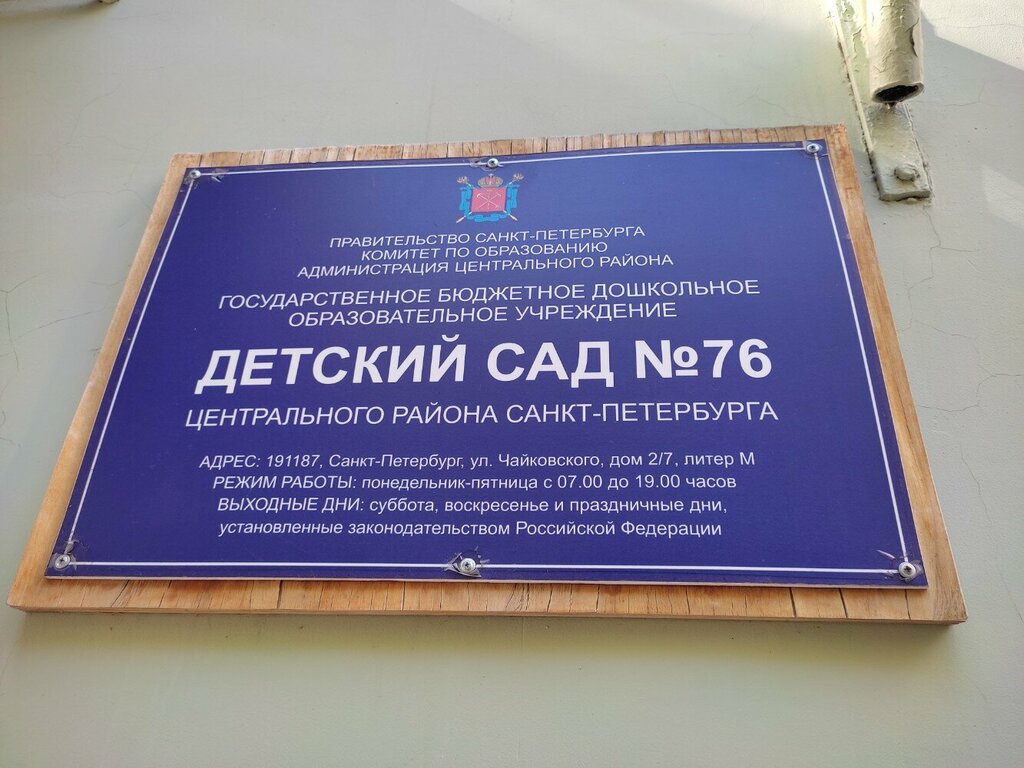 ПРАВИТЕЛЬСТВО САНКТ-ПЕТЕРБУРГА
КОМИТЕТ ПО ОБРАЗОВАНИЮ
АДМИНИСТРАЦИЯ ЦЕНТРАЛЬНОГО РАЙОНА
ГОСУДАРСТВЕННОЕ БЮДЖЕТНОЕ ДОШКОЛЬНОЕ
ОБРАЗОВАТЕЛЬНОЕ УЧРЕЖДЕНИЕ
ДЕТСКИЙ САД №76
ЦЕНТРАЛЬНОГО РАЙОНА САНКТ-ПЕТЕРБУРГА
АДРЕС: 191187, Санкт-Петербург, ул. Чайковского, дом 2/7, литер М
РЕЖИМ РАБОТЫ: понедельник-пятница с 07.00 до 19.00 часов
ВЫХОДНЫЕ ДНИ: суббота, воскресенье и праздничные дни,
установленные законодательством Российской Федерации